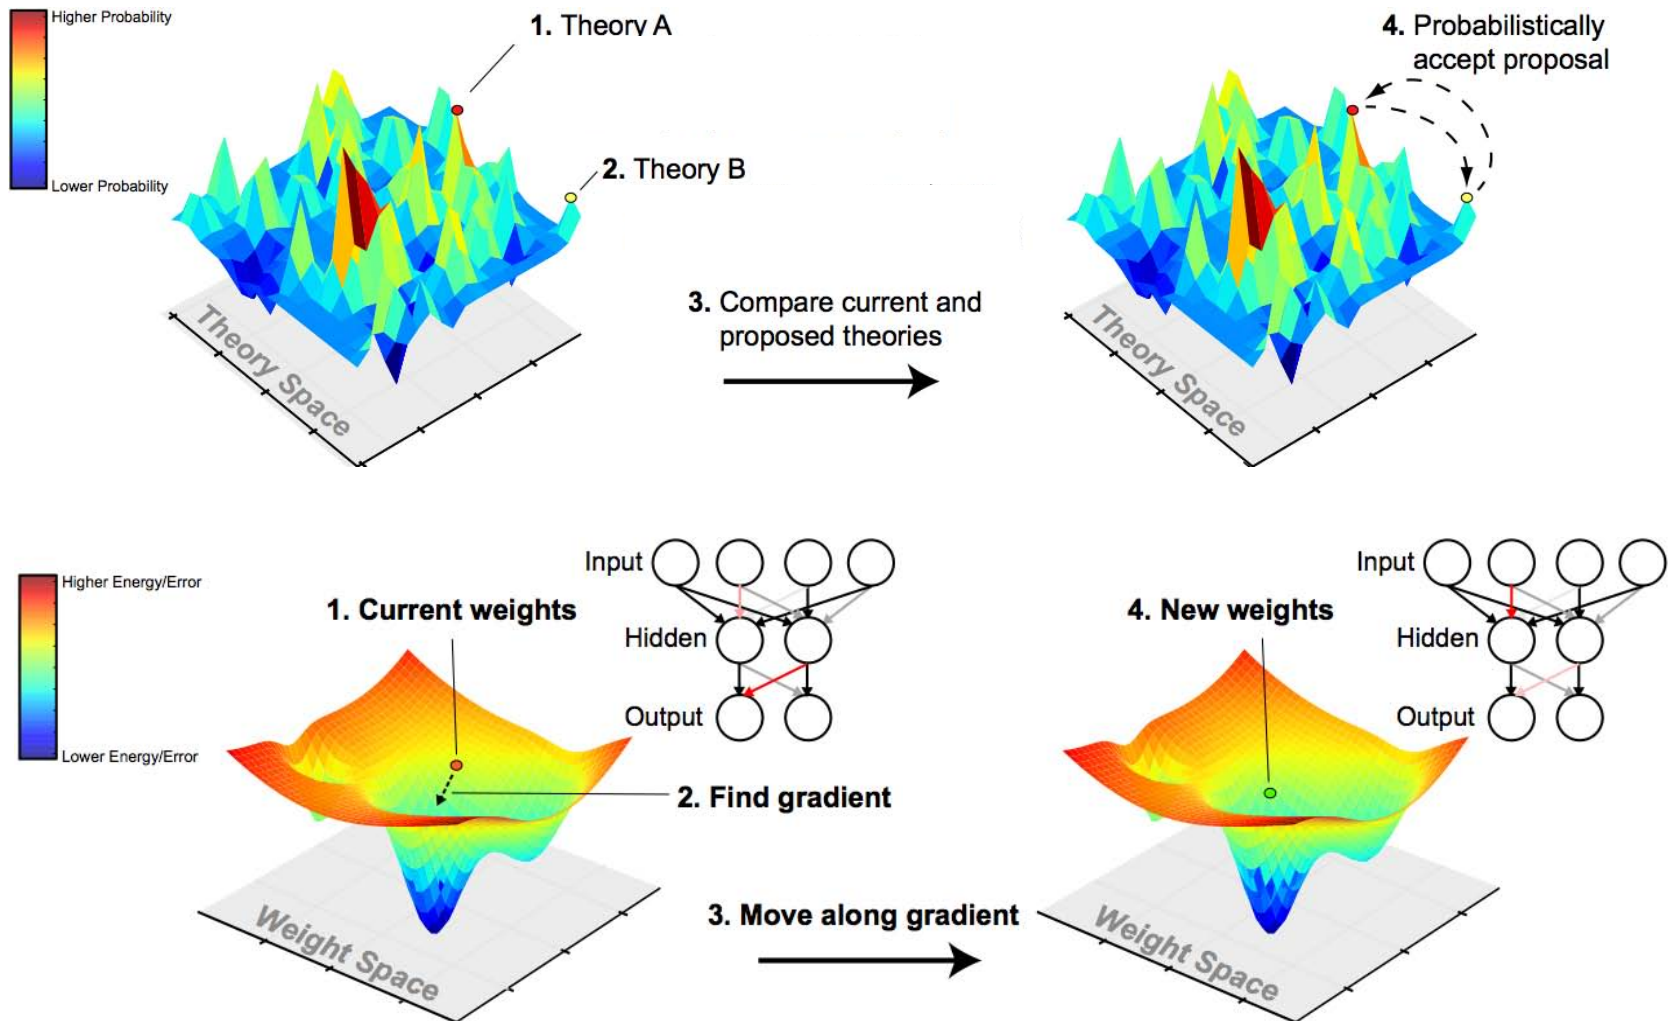 Higher Probability
Lower Probability
1. Theory A
2. Theory B
Theory Space
3. Compare current and
proposed theories
4. Probabilistically
accept proposal
Theory Space
Higher Energy/Error
Lower Energy/Error
1. Current weights
Input
Hidden
Output
2. Find gradient
Weight Space
3. Move along gradient
4. New weights
Input
Hidden
Output
Weight Space